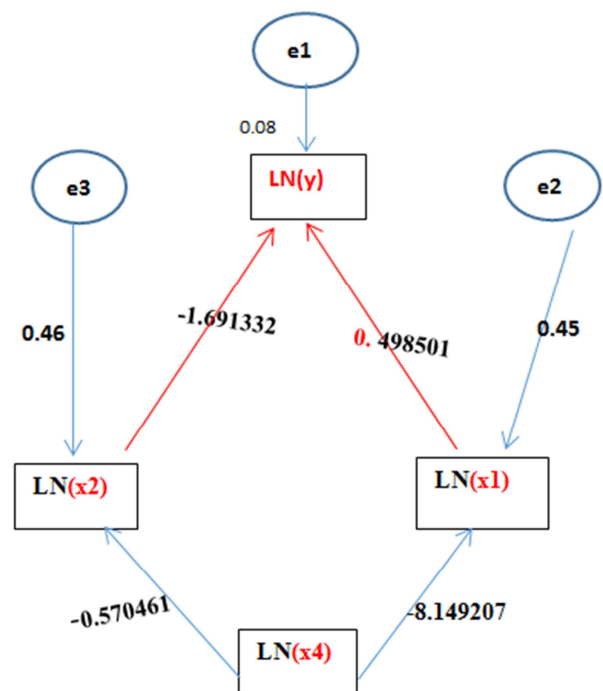 e1
0.08
LN(y)
e3
e2
0.46
-1.691332
0. 498501
0.45
LN(x2)
LN(x1)
-0.570461
-8.149207
LN(x4)